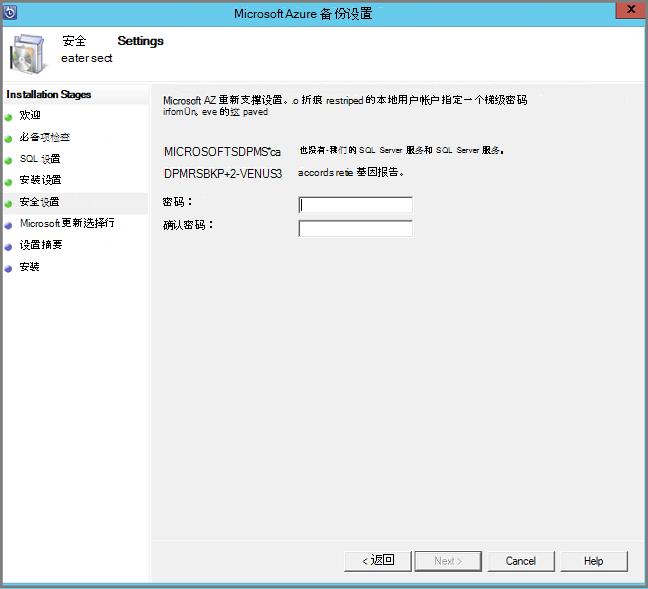 Microsoft Azure 备份设置
安全 Settings
eater sect
Installation Stages
欢迎
必备项检查
SQL 设置
安装设置
安全设置
Microsoft 更新选择行
设置摘要
安装
Microsoft AZ 重新支撑设置。.o 折痕 restriped 的本地用户帐户指定一个梯级密码
irfom Un, eve 的这 paved
MICROSOFTSDPMS*ca 也没有-我们的 SQL Server 服务和 SQL Server 服务。
DPMRSBKP+2-VENUS3 accords retie 基因报告。
密码：
确认密码：
< 返回 Next > Cancel Help